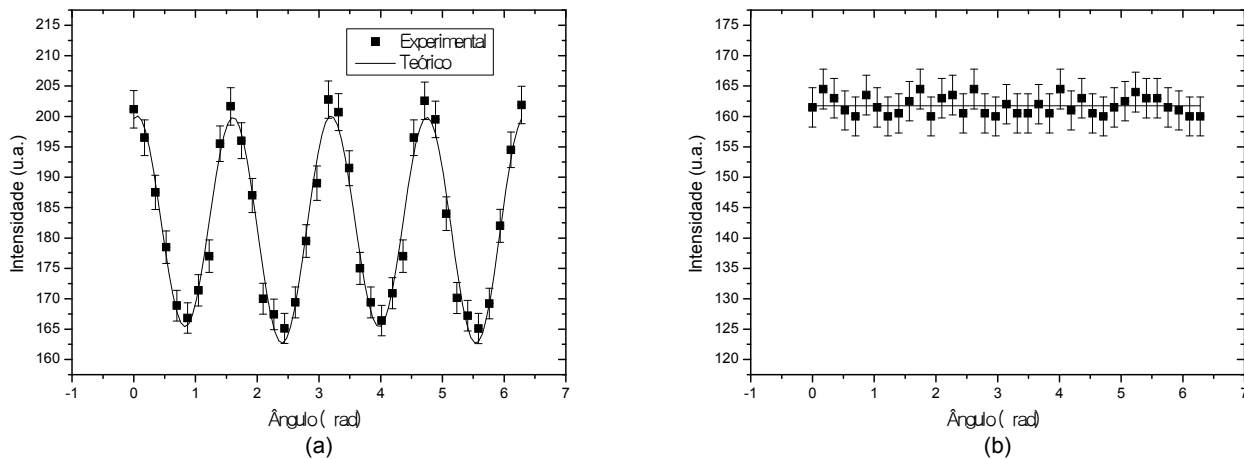 215
210
205
200
195
190
185
180
175
170
165
160
Intensidade (u.a.)
Experimental
Teórico
-1 0 1 2 3 4 5 6 7
Ângulo ( rad)
(a)
175
170
165
160
155
150
145
140
135
130
125
120
Intensidade (u.a.)
-1 0 1 2 3 4 5 6 7
Ângulo ( rad)
(b)